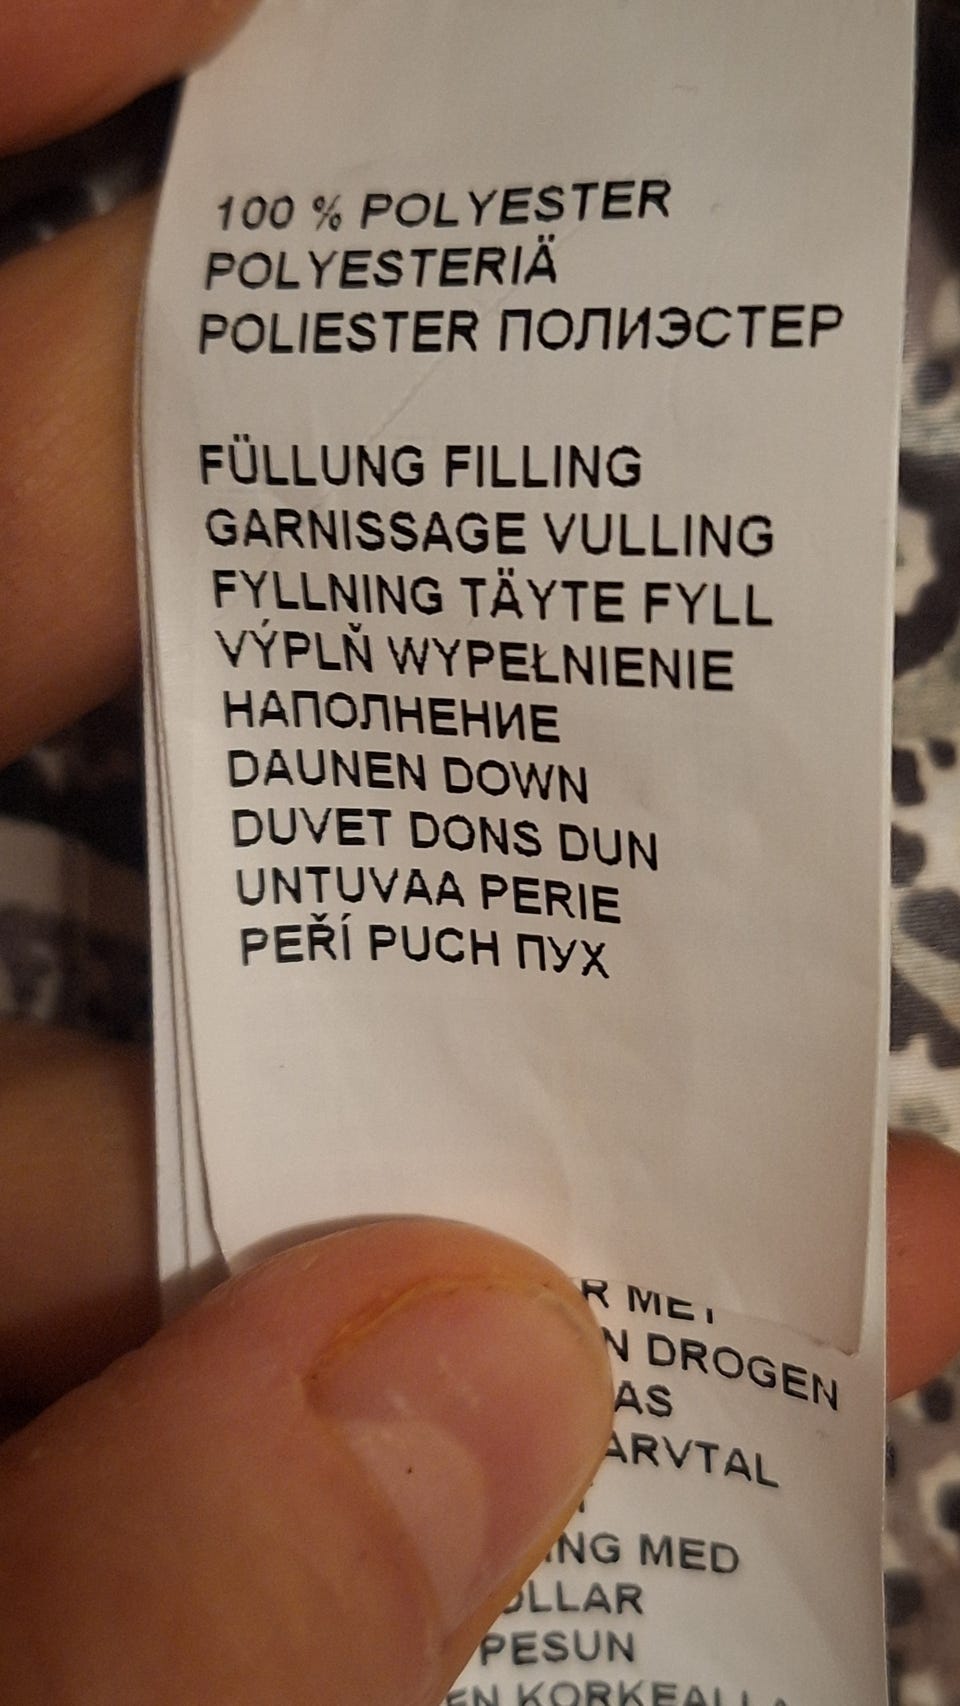 100 % POLYESTER
POLYESTERIÄ
POLIESTER ПОЛИЭСТЕР
FÜLLUNG FILLING
GARNISSAGE VULLING
FYLLNING TÄYTE FYLL
VÝPLŇ WYPEŁNIENIE
НАПОЛНЕНИЕ
DAUNEN DOWN
DUVET DONS DUN
UNTUVAA PERIE
PEŘÍ PUCH ПУХ
MET
DROGEN
MED
PESUN